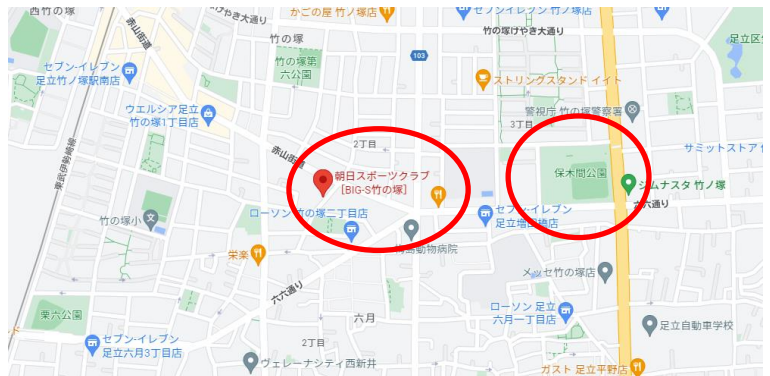 西竹の塚
かごの屋 竹ノ塚店
セブン-イレブン
竹の塚けやき大通り
足立区
赤山街道
竹の塚
103
セブン-イレブン
足立竹ノ塚駅南店
竹の塚第
六公園
ストリングスタンド イイト
ウエルシア足立
竹の塚1丁目店
警視庁 竹の塚警察署
3丁目
2丁目
サミットストア
東武伊勢崎線
赤山街道
朝日スポーツクラブ
[BIG-S竹の塚]
保木間公園
ジムナスタ 竹ノ塚
六六通り
竹の塚小
ローソン 竹の塚二丁目店
セブン-イレブン
足立増田橋店
栄楽
動物病院
メッセ竹の塚店
六六通り
栗六公園
ローソン 足立
六月一丁目店
六月
足立自動車学校
セブン-イレブン
足立六月3丁目店
2丁目
ヴェレーナシティ西新井
ガスト 足立平野店